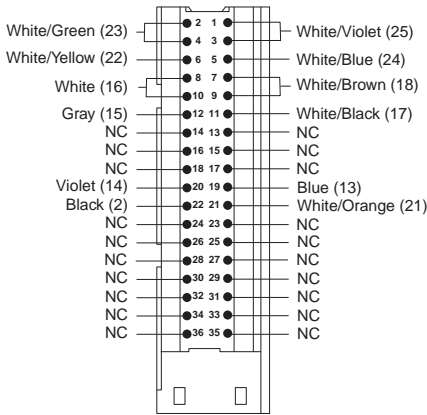 White/Green (23) 2 1 White/Violet (25)
4 3
White/Yellow (22) 6 5 White/Blue (24)
White (16) 8 7 White/Brown (18)
10 9
Gray (15) 12 11 White/Black (17)
NC 14 13 NC
NC 16 15 NC
NC 18 17 NC
Violet (14) 20 19 Blue (13)
Black (2) 22 21 White/Orange (21)
NC 24 23 NC
NC 26 25 NC
NC 28 27 NC
NC 30 29 NC
NC 32 31 NC
NC 34 33 NC
NC 36 35 NC